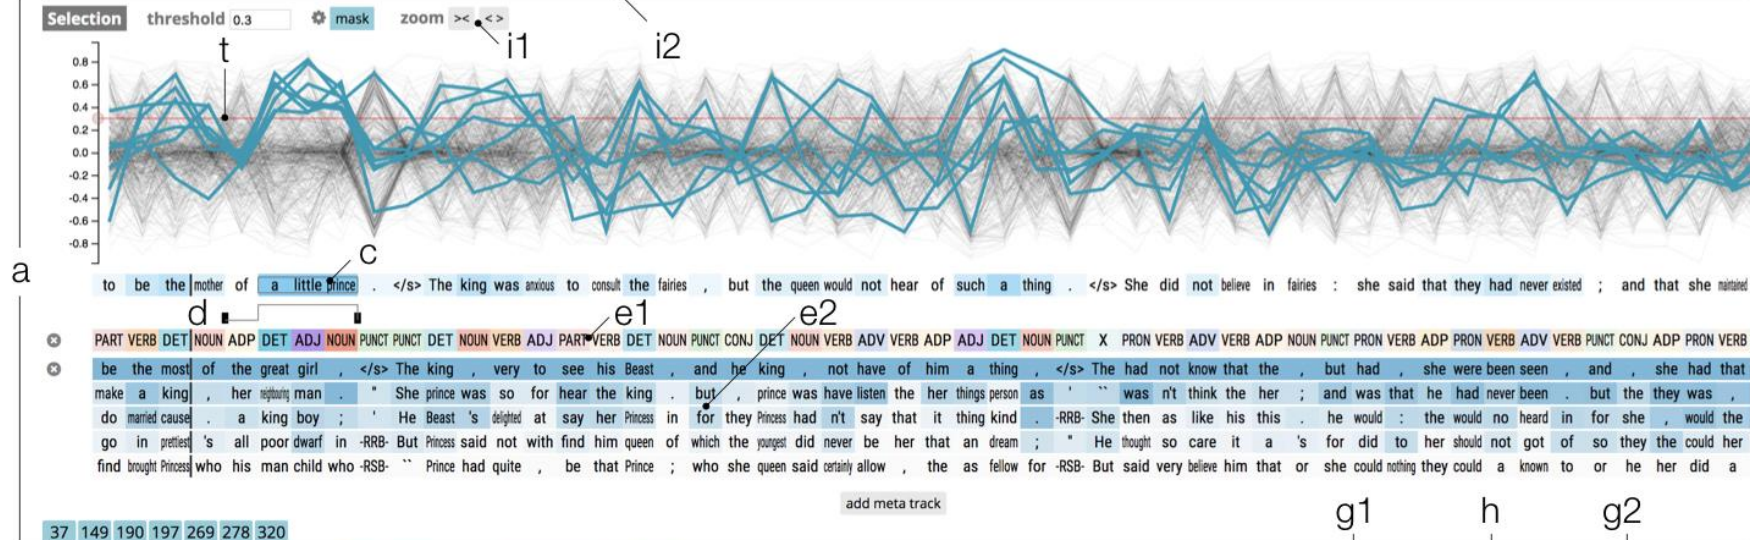 Selection threshold 0.3 mask zoom >< <>
t i1 i2
0.8
0.6
0.4
0.2
0.0
-0.2
-0.4
-0.6
-0.8
c
a
to be the mother of a little prince . </s> The king was anxious to consult the fairies , but the queen would not hear of such a thing . </s> She did not believe in fairies : she said that they had never existed ; and that she maintained
d e1 e2
PART VERB DET NOUN ADP DET ADJ NOUN PUNCT PUNCT DET NOUN VERB ADJ PART VERB DET NOUN PUNCT CONJ DET NOUN VERB ADV VERB ADP ADJ DET NOUN PUNCT X PRON VERB ADV VERB ADP NOUN PUNCT PRON VERB ADP PRON VERB ADV VERB PUNCT CONJ ADP PRON VERB
be the most of the great girl , </s> The king , very to see his Beast , and he king , not have of him a thing , </s> The had not know that the , but had , she were been seen , and , she had that
make a king , her neighbouring man . " She prince was so for hear the king . but , prince was have listen the her things person as ' `` was n't think the her ; and was that he had never been . but the they was ,
do married cause . a king boy ; ' He Beast 's delighted at say her Princess in for they Princess had n't say that it thing kind . -RRB- She then as like his this . he would : the would no heard in for she , would the
go in prettiest 's all poor dwarf in -RRB- But Princess said not with find him queen of which the youngest did never be her that an dream ; " He thought so care it a 's for did to her should not got of so they the could her
find brought Princess who his man child who -RSB- `` Prince had quite , be that Prince ; who she queen said certainly allow , the as fellow for -RSB- But said very believe him that or she could nothing they could a known to or he her did a
add meta track
g1 h g2
37 149 190 197 269 278 320